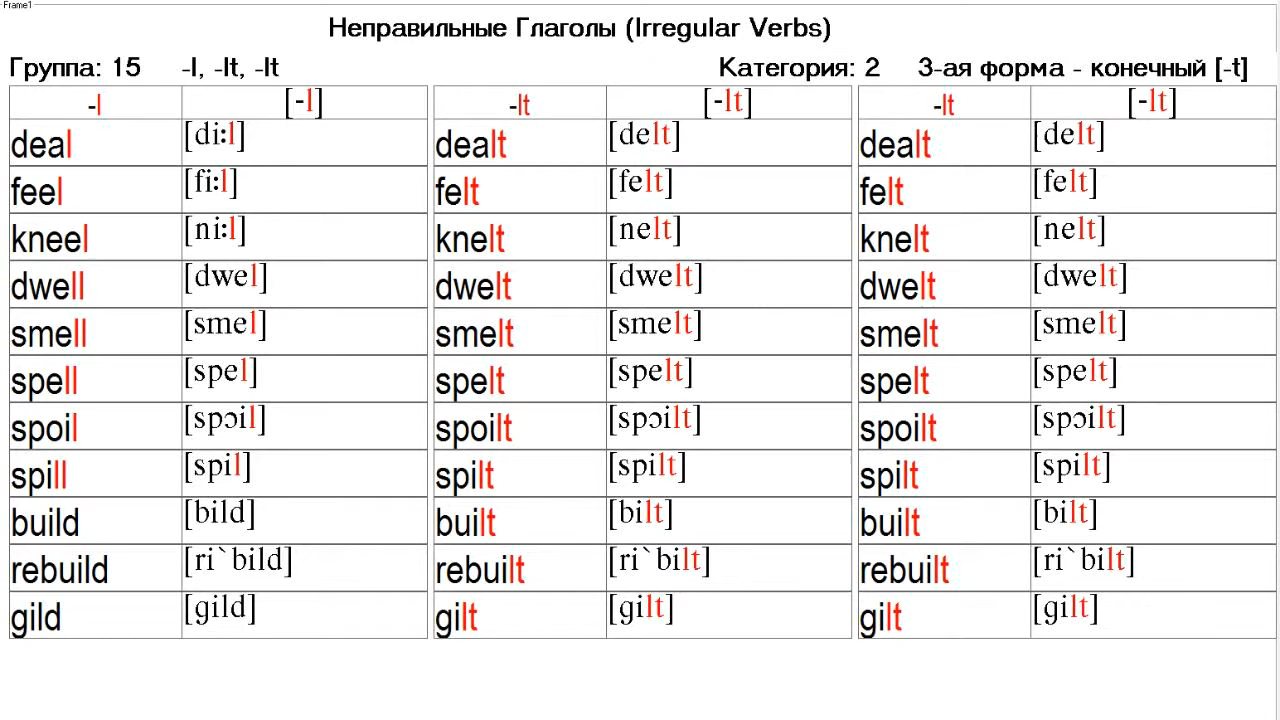 Frame1
Неправильные Глаголы (Irregular Verbs)
Группа: 15 -l, -lt, -lt Категория: 2 3-ая форма - конечный [-t]
-l [-l] -lt [-lt] -lt [-lt]
deal [di:l] dealt [delt] dealt [delt]
feel [fi:l] felt [felt] felt [felt]
kneel [ni:l] knelt [nelt] knelt [nelt]
dwell [dwel] dwelt [dwelt] dwelt [dwelt]
smell [smel] smelt [smelt] smelt [smelt]
spell [spel] spelt [spelt] spelt [spelt]
spoil [spɔil] spoilt [spɔilt] spoilt [spɔilt]
spill [spil] spilt [spilt] spilt [spilt]
build [bild] built [bilt] built [bilt]
rebuild [ri`bild] rebuilt [ri`bilt] rebuilt [ri`bilt]
gild [gild] gilt [gilt] gilt [gilt]